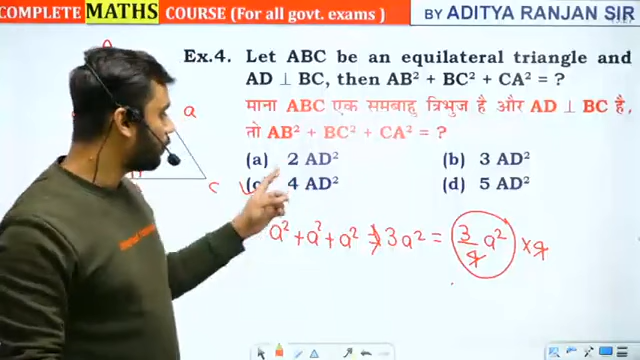 COMPLETE MATHS COURSE (For all govt. exams)
BY ADITYA RANJAN SIR
Ex.4. Let ABC be an equilateral triangle and
AD ⊥ BC, then AB² + BC² + CA² = ?
माना ABC एक समबाहु त्रिभुज है और AD ⊥ BC है,
तो AB² + BC² + CA² = ?
(a) 2 AD²
(b) 3 AD²
(c) 4 AD²
(d) 5 AD²
A
a
C
a² + a² + a² ⇒ 3a² = 3/4 a² × 4